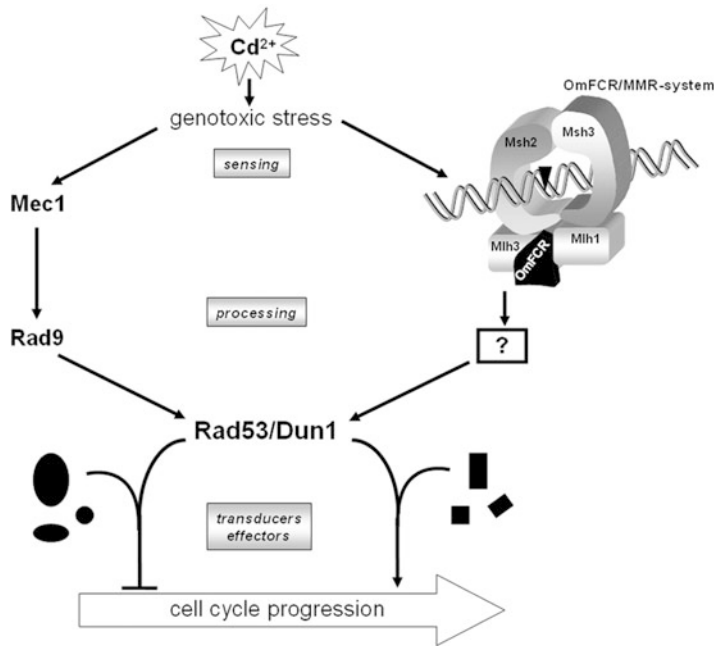 Cd2+
genotoxic stress
OmFCR/MMR-system
Msh2
Msh3
sensing
Mec1
Mlh3
OmFCR
Mlh1
processing
Rad9
?
Rad53/Dun1
transducers
effectors
cell cycle progression